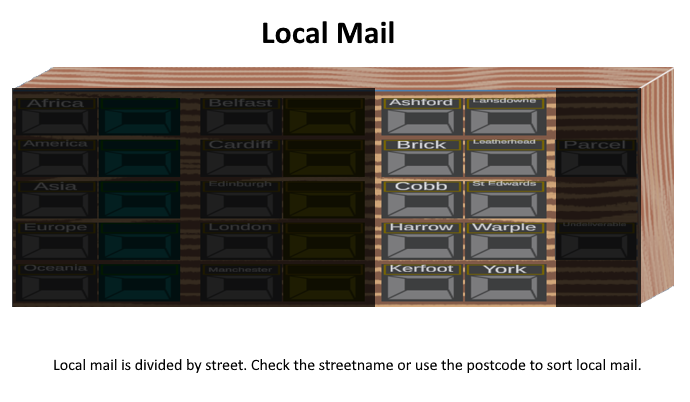 Local Mail
Africa Belfast Ashford Lansdowne
America Cardiff Brick Leatherhead Parcel
Asia Edinburgh Cobb St Edwards
Europe London Harrow Warple Undeliverable
Oceania Manchester Kerfoot York
Local mail is divided by street. Check the streetname or use the postcode to sort local mail.